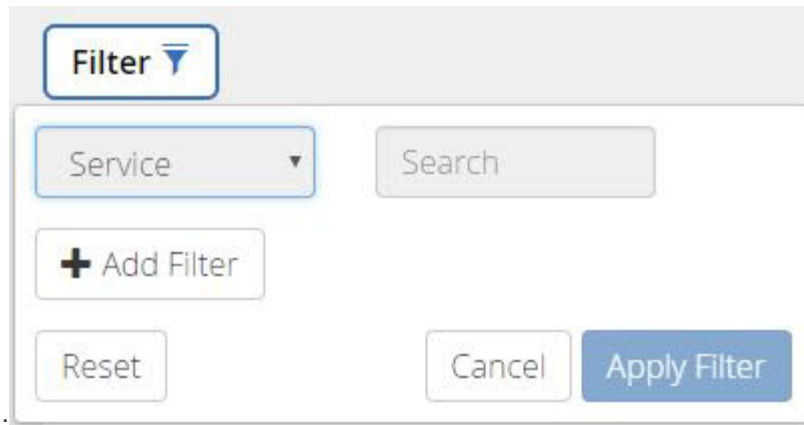 Filter
Service Search
+ Add Filter
Reset Cancel Apply Filter
.